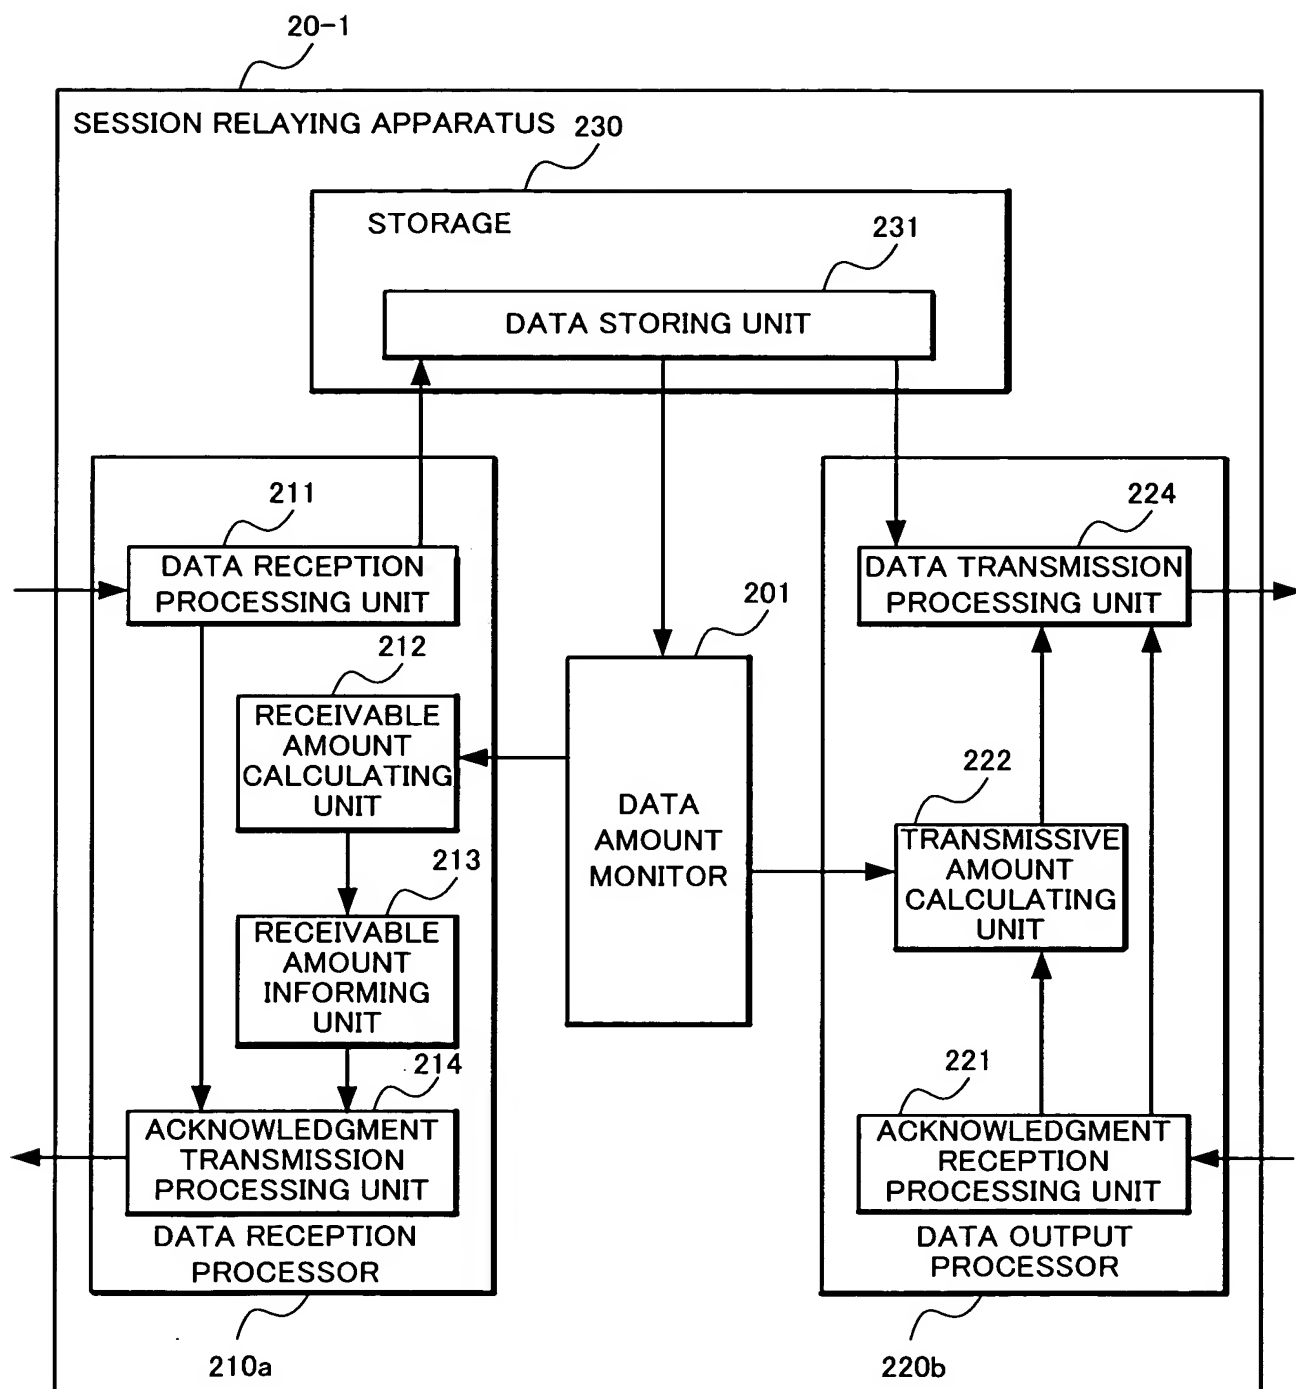 20-1
SESSION RELAYING APPARATUS
230
STORAGE
231
DATA STORING UNIT
211
DATA RECEPTION
PROCESSING UNIT
224
DATA TRANSMISSION
PROCESSING UNIT
201
DATA
AMOUNT
MONITOR
212
RECEIVABLE
AMOUNT
CALCULATING
UNIT
222
TRANSMISSIVE
AMOUNT
CALCULATING
UNIT
213
RECEIVABLE
AMOUNT
INFORMING
UNIT
214
ACKNOWLEDGMENT
TRANSMISSION
PROCESSING UNIT
221
ACKNOWLEDGMENT
RECEPTION
PROCESSING UNIT
DATA RECEPTION
PROCESSOR
DATA OUTPUT
PROCESSOR
210a
220b